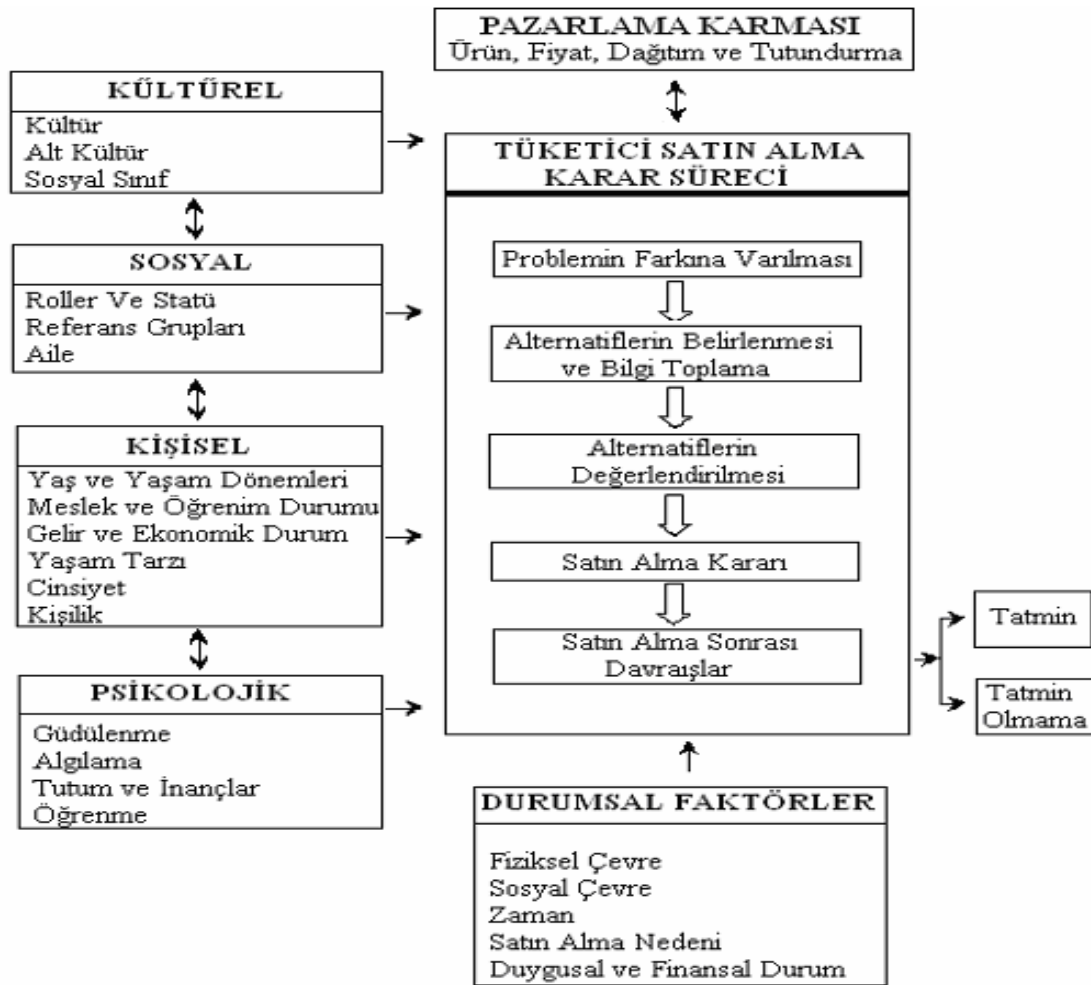 PAZARLAMA KARMASI
Ürün, Fiyat, Dağıtım ve Tutundurma
KÜLTÜREL
Kültür
Alt Kültür
Sosyal Sınıf
SOSYAL
Roller Ve Statü
Referans Grupları
Aile
KİŞİSEL
Yaş ve Yaşam Dönemleri
Meslek ve Öğrenim Durumu
Gelir ve Ekonomik Durum
Yaşam Tarzı
Cinsiyet
Kişilik
PSİKOLOJİK
Güdülenme
Algılama
Tutum ve İnançlar
Öğrenme
TÜKETİCİ SATIN ALMA
KARAR SÜRECİ
Problemin Farkına Varılması
Alternatiflerin Belirlenmesi
ve Bilgi Toplama
Alternatiflerin
Değerlendirilmesi
Satın Alma Kararı
Satın Alma Sonrası
Davraışlar
Tatmin
Tatmin
Olmama
DURUMSAL FAKTÖRLER
Fiziksel Çevre
Sosyal Çevre
Zaman
Satın Alma Nedeni
Duygusal ve Finansal Durum